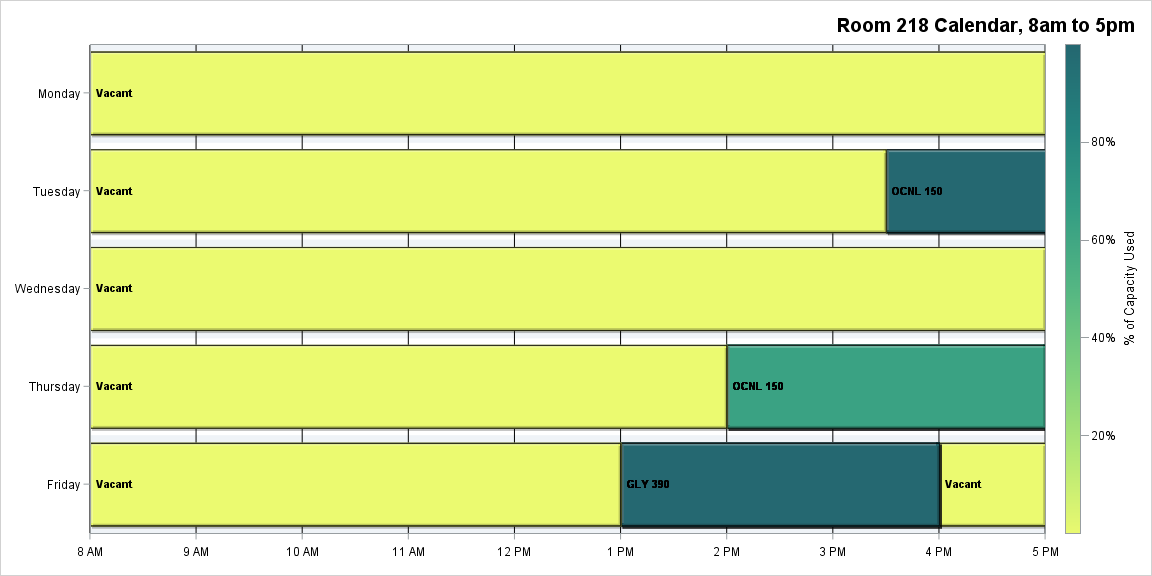 Room 218 Calendar, 8am to 5pm
Monday
Vacant
Tuesday
Vacant
OCNL 150
Wednesday
Vacant
Thursday
Vacant
OCNL 150
Friday
Vacant
GLY 390
Vacant
8 AM
9 AM
10 AM
11 AM
12 PM
1 PM
2 PM
3 PM
4 PM
5 PM
80%
60%
40%
20%
% of Capacity Used